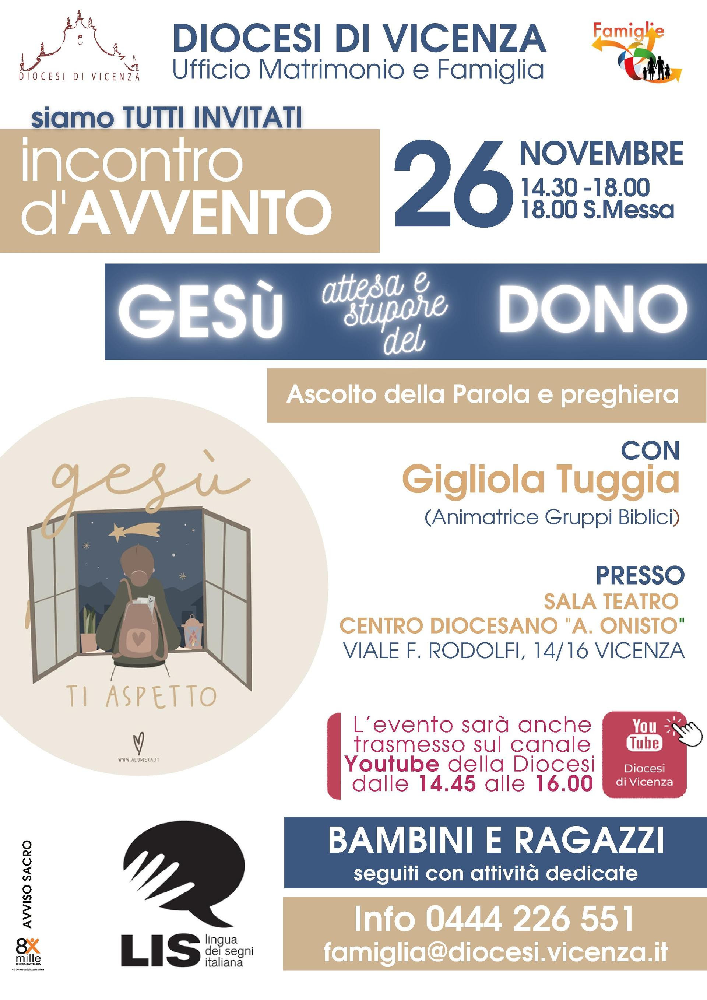 DIOCESI DI VICENZA
DIOCESI DI VICENZA
Ufficio Matrimonio e Famiglia
Famiglie
siamo TUTTI INVITATI
incontro
d'AVVENTO
26 NOVEMBRE
14.30 -18.00
18.00 S.Messa
GESÙ attesa e stupore del DONO
Ascolto della Parola e preghiera
CON
Gigliola Tuggia
(Animatrice Gruppi Biblici)
gesù
TI ASPETTO
WWW.ALUMERA.IT
PRESSO
SALA TEATRO
CENTRO DIOCESANO "A. ONISTO"
VIALE F. RODOLFI, 14/16 VICENZA
L'evento sarà anche
trasmesso sul canale
Youtube della Diocesi
dalle 14.45 alle 16.00
You
Tube
Diocesi
di Vicenza
BAMBINI E RAGAZZI
seguiti con attività dedicate
Info 0444 226 551
famiglia@diocesi.vicenza.it
LIS
lingua
dei segni
italiana
AVVISO SACRO
8x
mille
CHIESA CATTOLICA
CEI Conferenza Episcopale Italiana